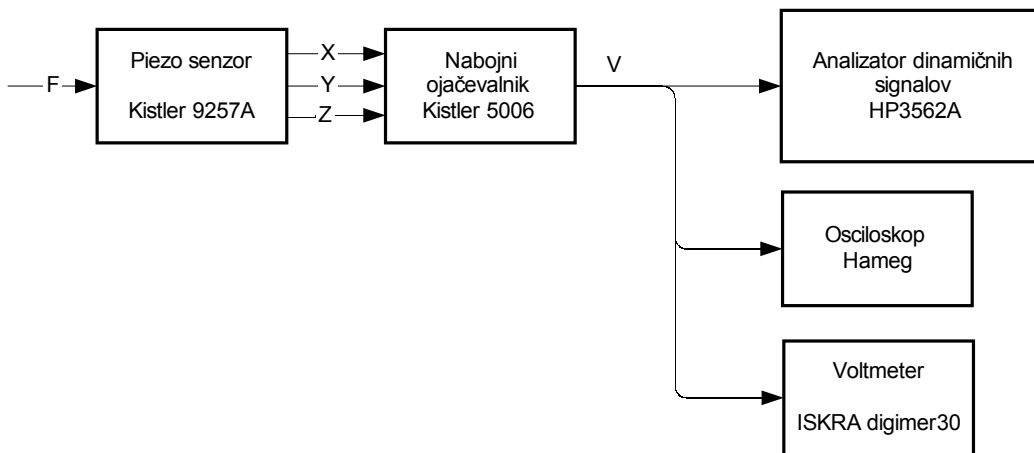 F
Piezo senzor
Kistler 9257A
X
Y
Z
Nabojni
ojačevalnik
Kistler 5006
V
Analizator dinamičnih
signalov
HP3562A
Osciloskop
Hameg
Voltmeter
ISKRA digimer30